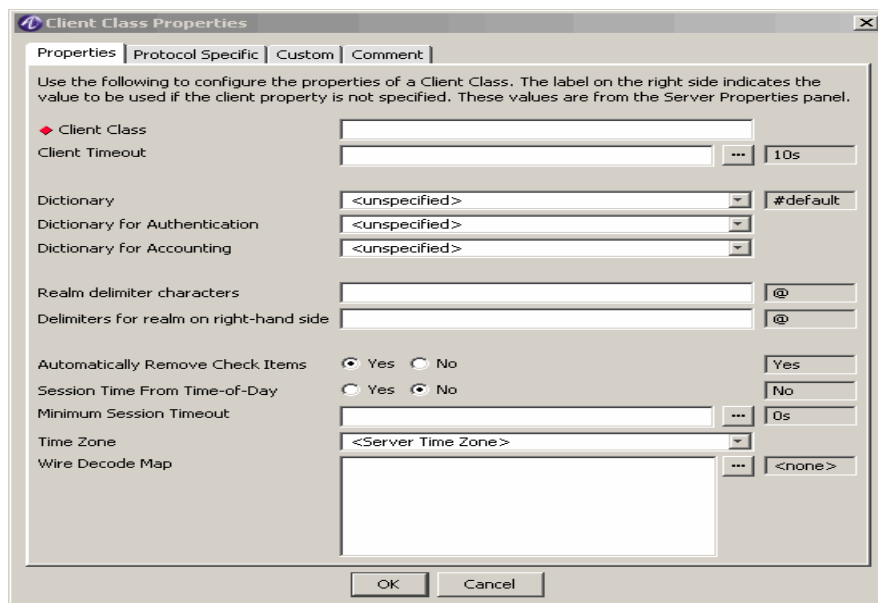 Client Class Properties
Properties Protocol Specific Custom Comment
Use the following to configure the properties of a Client Class. The label on the right side indicates the
value to be used if the client property is not specified. These values are from the Server Properties panel.
Client Class
Client Timeout ... 10s
Dictionary <unspecified> #default
Dictionary for Authentication <unspecified>
Dictionary for Accounting <unspecified>
Realm delimiter characters @
Delimiters for realm on right-hand side @
Automatically Remove Check Items Yes No Yes
Session Time From Time-of-Day Yes No No
Minimum Session Timeout ... 0s
Time Zone <Server Time Zone>
Wire Decode Map ... <none>
OK Cancel